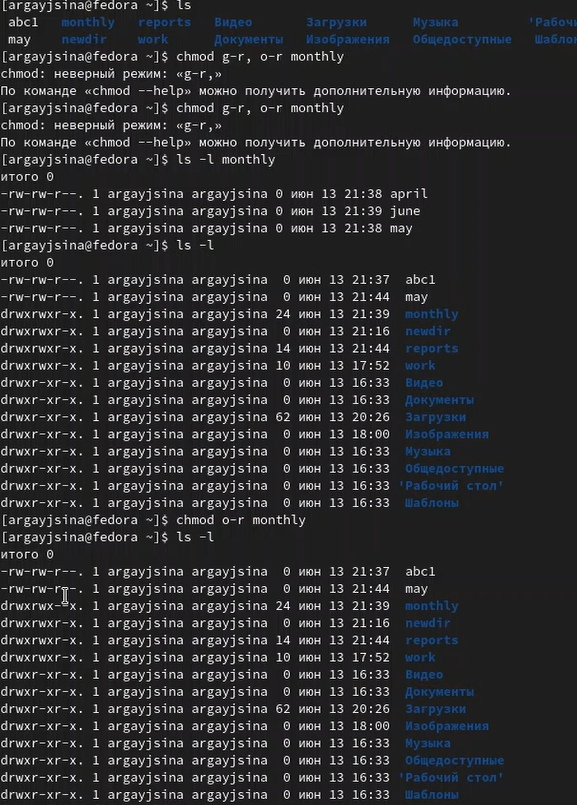 [argayjsina@fedora ~]$ ls
abc1 monthly reports Видео Загрузки Музыка 'Рабочи
may newdir work Документы Изображения Общедоступные Шаблон
[argayjsina@fedora ~]$ chmod g-r, o-r monthly
chmod: неверный режим: «g-r,»
По команде «chmod --help» можно получить дополнительную информацию.
[argayjsina@fedora ~]$ chmod g-r, o-r monthly
chmod: неверный режим: «g-r,»
По команде «chmod --help» можно получить дополнительную информацию.
[argayjsina@fedora ~]$ ls -l monthly
итого 0
-rw-rw-r--. 1 argayjsina argayjsina 0 июн 13 21:38 april
-rw-rw-r--. 1 argayjsina argayjsina 0 июн 13 21:39 june
-rw-rw-r--. 1 argayjsina argayjsina 0 июн 13 21:38 may
[argayjsina@fedora ~]$ ls -l
итого 0
-rw-rw-r--. 1 argayjsina argayjsina 0 июн 13 21:37 abc1
-rw-rw-r--. 1 argayjsina argayjsina 0 июн 13 21:44 may
drwxrwxr-x. 1 argayjsina argayjsina 24 июн 13 21:39 monthly
drwxrwxr-x. 1 argayjsina argayjsina 0 июн 13 21:16 newdir
drwxrwxr-x. 1 argayjsina argayjsina 14 июн 13 21:44 reports
drwxrwxr-x. 1 argayjsina argayjsina 10 июн 13 17:52 work
drwxr-xr-x. 1 argayjsina argayjsina 0 июн 13 16:33 Видео
drwxr-xr-x. 1 argayjsina argayjsina 0 июн 13 16:33 Документы
drwxr-xr-x. 1 argayjsina argayjsina 62 июн 13 20:26 Загрузки
drwxr-xr-x. 1 argayjsina argayjsina 0 июн 13 18:00 Изображения
drwxr-xr-x. 1 argayjsina argayjsina 0 июн 13 16:33 Музыка
drwxr-xr-x. 1 argayjsina argayjsina 0 июн 13 16:33 Общедоступные
drwxr-xr-x. 1 argayjsina argayjsina 0 июн 13 16:33 'Рабочий стол'
drwxr-xr-x. 1 argayjsina argayjsina 0 июн 13 16:33 Шаблоны
[argayjsina@fedora ~]$ chmod o-r monthly
[argayjsina@fedora ~]$ ls -l
итого 0
-rw-rw-r--. 1 argayjsina argayjsina 0 июн 13 21:37 abc1
-rw-rw-r--. 1 argayjsina argayjsina 0 июн 13 21:44 may
drwxrwx--x. 1 argayjsina argayjsina 24 июн 13 21:39 monthly
drwxrwxr-x. 1 argayjsina argayjsina 0 июн 13 21:16 newdir
drwxrwxr-x. 1 argayjsina argayjsina 14 июн 13 21:44 reports
drwxrwxr-x. 1 argayjsina argayjsina 10 июн 13 17:52 work
drwxr-xr-x. 1 argayjsina argayjsina 0 июн 13 16:33 Видео
drwxr-xr-x. 1 argayjsina argayjsina 0 июн 13 16:33 Документы
drwxr-xr-x. 1 argayjsina argayjsina 62 июн 13 20:26 Загрузки
drwxr-xr-x. 1 argayjsina argayjsina 0 июн 13 18:00 Изображения
drwxr-xr-x. 1 argayjsina argayjsina 0 июн 13 16:33 Музыка
drwxr-xr-x. 1 argayjsina argayjsina 0 июн 13 16:33 Общедоступные
drwxr-xr-x. 1 argayjsina argayjsina 0 июн 13 16:33 'Рабочий стол'
drwxr-xr-x. 1 argayjsina argayjsina 0 июн 13 16:33 Шаблоны